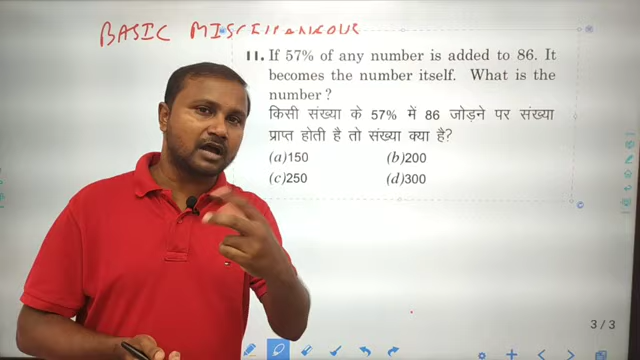 BASIC MISCELLANEOUS
11. If 57% of any number is added to 86. It
becomes the number itself. What is the
number ?
किसी संख्या के 57% में 86 जोड़ने पर संख्या
प्राप्त होती है तो संख्या क्या है?
(a)150 (b)200
(c)250 (d)300
3/3